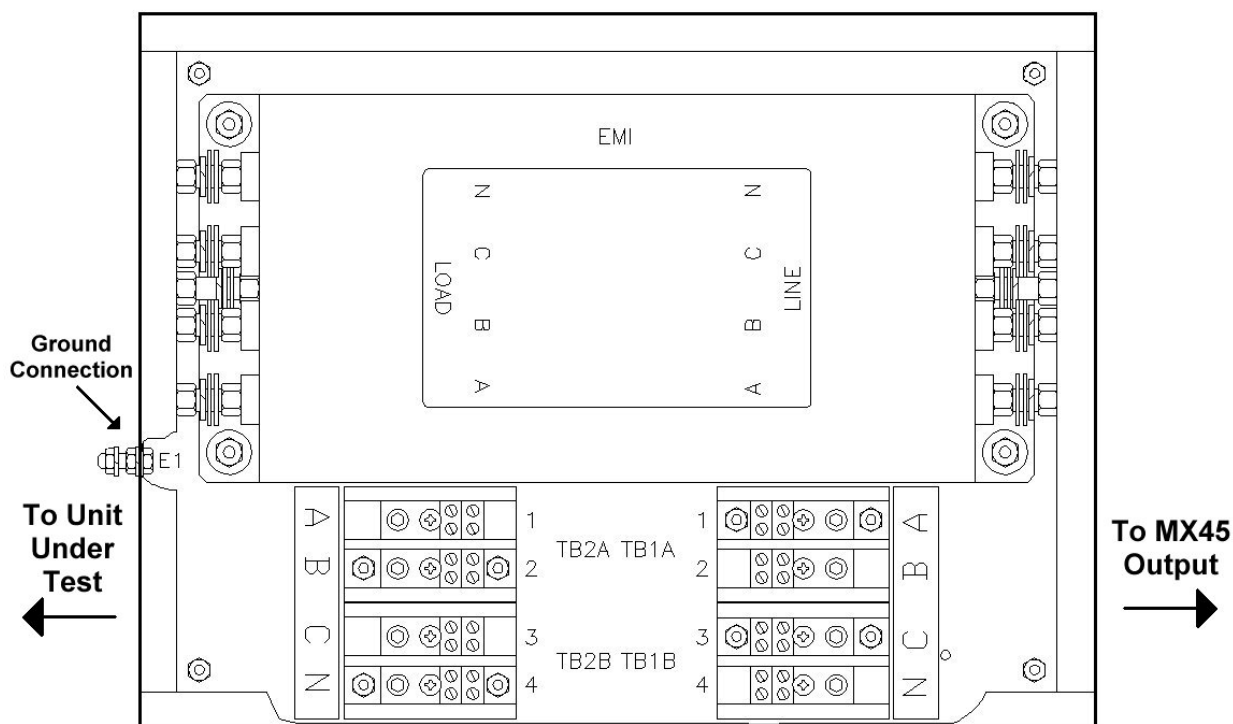 EMI
N N
C C
LOAD LINE
B B
A A
Ground
Connection
E1
To Unit
Under
Test
To MX45
Output
A 1 1 A
TB2A TB1A
B 2 2 B
C 3 3 C
TB2B TB1B
N 4 4 N